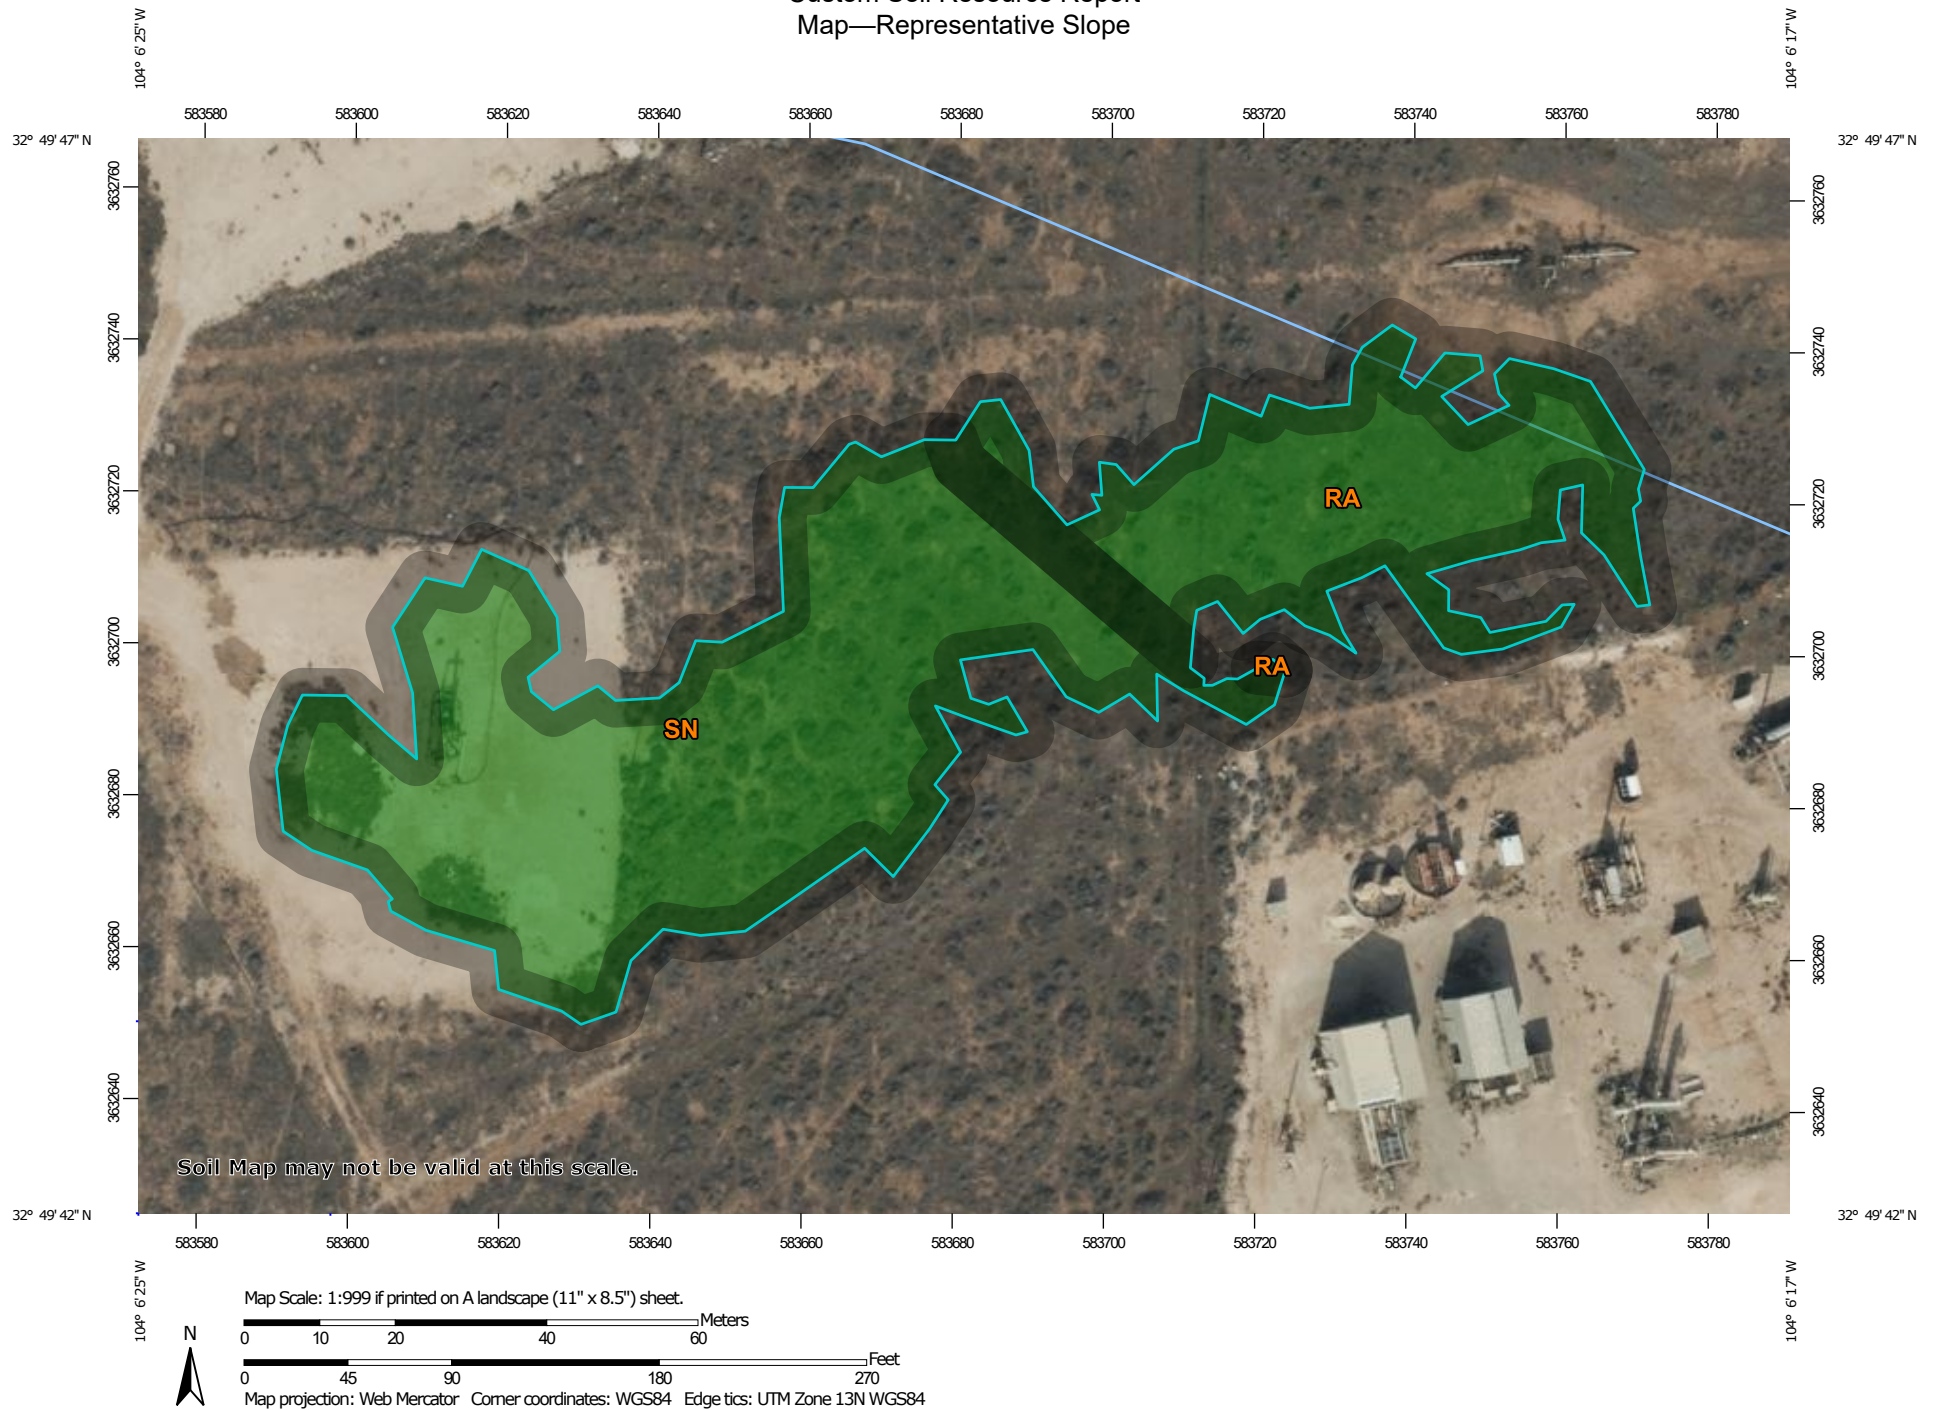 Custom Soil Resource Report
Map—Representative Slope
104° 6' 25'' W
104° 6' 17'' W
583580 583600 583620 583640 583660 583680 583700 583720 583740 583760 583780
32° 49' 47'' N
32° 49' 47'' N
3632760
3632760
3632740
3632740
3632720
3632720
3632700
3632700
3632680
3632680
3632660
3632660
3632640
3632640
RA
RA
SN
Soil Map may not be valid at this scale.
32° 49' 42'' N
32° 49' 42'' N
583580 583600 583620 583640 583660 583680 583700 583720 583740 583760 583780
104° 6' 25'' W
104° 6' 17'' W
Map Scale: 1:999 if printed on A landscape (11" x 8.5") sheet.
N
Meters
0 10 20 40 60
Feet
0 45 90 180 270
Map projection: Web Mercator Corner coordinates: WGS84 Edge tics: UTM Zone 13N WGS84